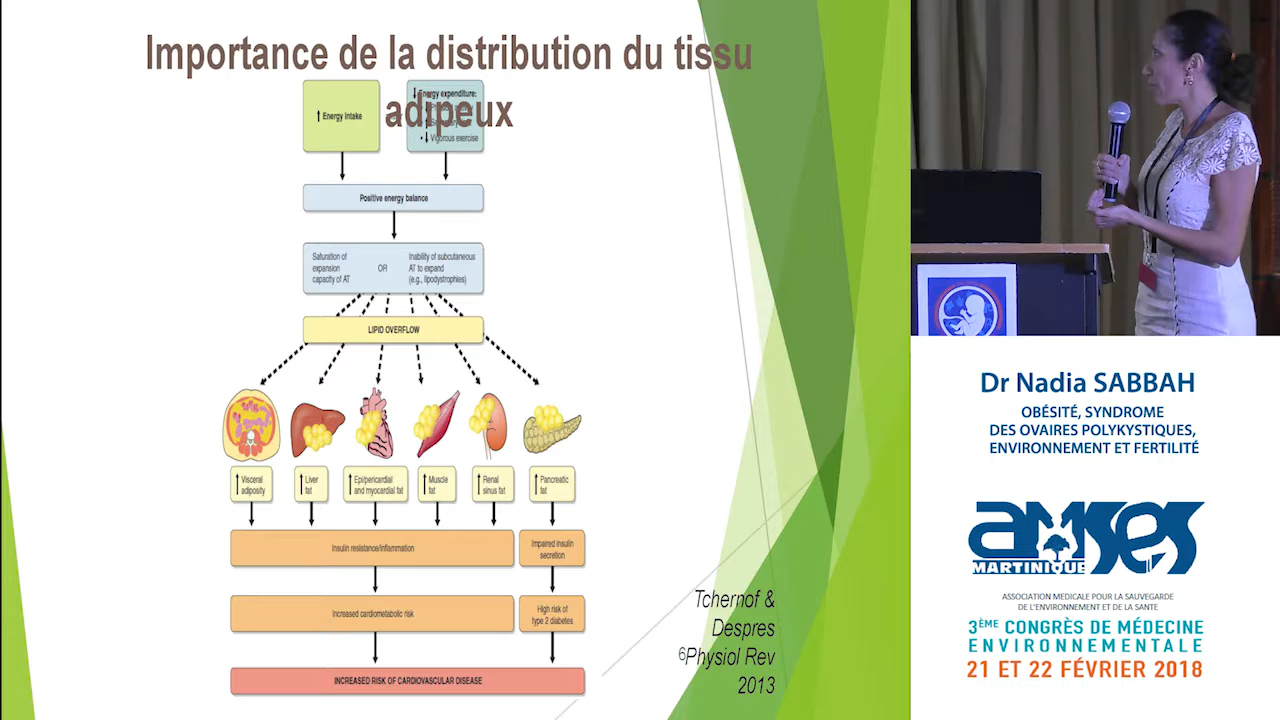 Importance de la distribution du tissu
adipeux
↑ Energy intake
↓ Energy expenditure:
• ↓ Vigorous exercise
Positive energy balance
Saturation of
expansion
capacity of AT
OR
Inability of subcutaneous
AT to expand
(e.g., lipodystrophies)
LIPID OVERFLOW
↑ Visceral
adiposity
↑ Liver
fat
↑ Epi/pericardial
and myocardial fat
↑ Muscle
fat
↑ Renal
sinus fat
↑ Pancreatic
fat
Insulin resistance/inflammation
Impaired insulin
secretion
Increased cardiometabolic risk
High risk of
type 2 diabetes
INCREASED RISK OF CARDIOVASCULAR DISEASE
Tchernof &
Despres
6Physiol Rev
2013
Dr Nadia SABBAH
OBÉSITÉ, SYNDROME
DES OVAIRES POLYKYSTIQUES,
ENVIRONNEMENT ET FERTILITÉ
AMSES
MARTINIQUE
ASSOCIATION MEDICALE POUR LA SAUVEGARDE
DE L'ENVIRONNEMENT ET DE LA SANTE
3ÈME CONGRÈS DE MÉDECINE
ENVIRONNEMENTALE
21 ET 22 FÉVRIER 2018